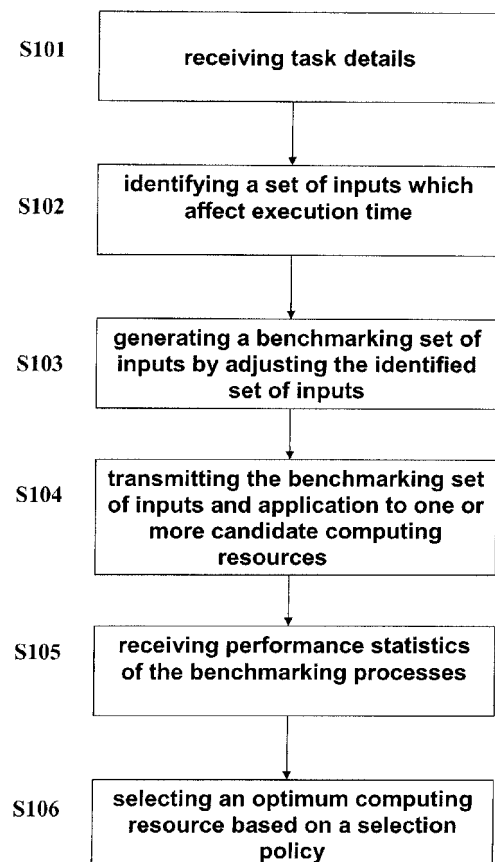 S101
receiving task details
S102
identifying a set of inputs which
affect execution time
S103
generating a benchmarking set of
inputs by adjusting the identified
set of inputs
S104
transmitting the benchmarking set
of inputs and application to one or
more candidate computing
resources
S105
receiving performance statistics
of the benchmarking processes
S106
selecting an optimum computing
resource based on a selection
policy